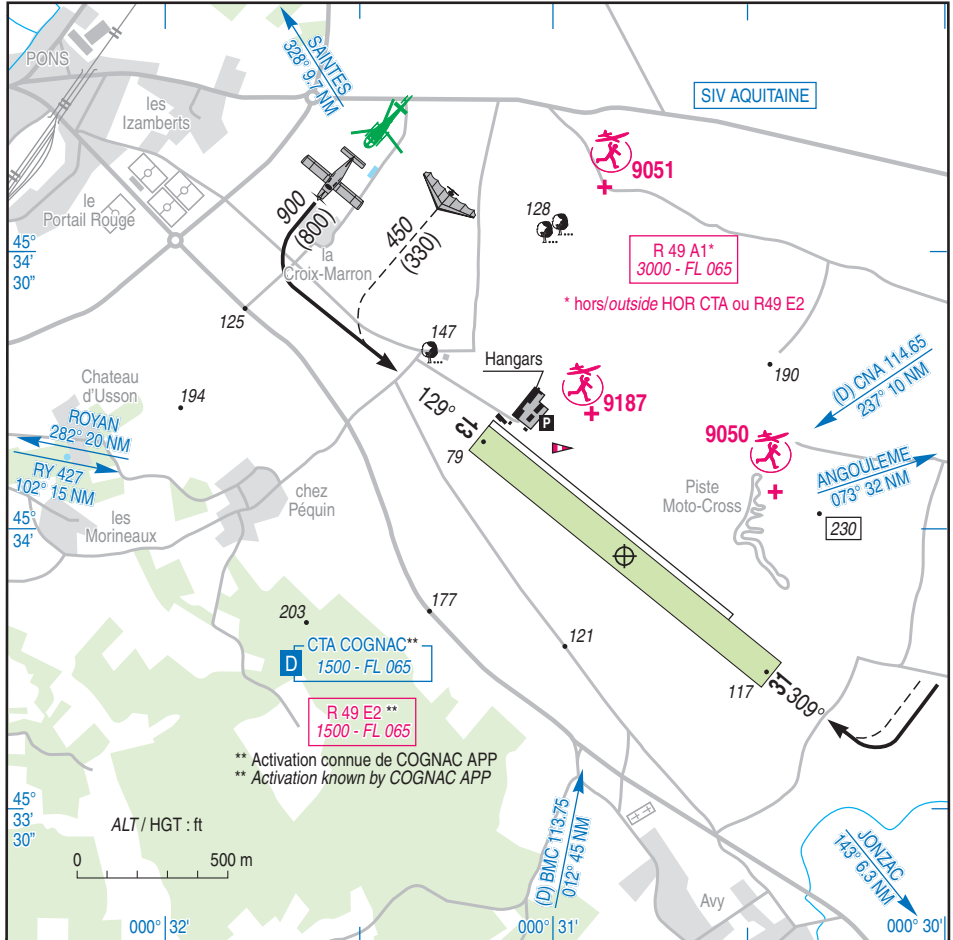 PONS
SAINTES
328° 9.7 NM
SIV AQUITAINE
les
Izamberts
9051
le
Portail Rouge
900
(800)
450
(330)
128
45°
34'
30"
la
Croix-Marron
R 49 A1*
3000 - FL 065
* hors/outside HOR CTA ou R49 E2
125
147
Hangars
190
(D) CNA 114.65
237° 10 NM
Chateau
d'Usson
194
129°
13
P
9187
9050
79
ROYAN
282° 20 NM
RY 427
102° 15 NM
chez
Péquin
Piste
Moto-Cross
ANGOULEME
073° 32 NM
45°
34'
les
Morineaux
230
203
177
121
CTA COGNAC**
D
1500 - FL 065
117
31
309°
R 49 E2 **
1500 - FL 065
** Activation connue de COGNAC APP
** Activation known by COGNAC APP
45°
33'
30"
ALT / HGT : ft
0
500 m
(D) BMC 113.75
012° 45 NM
JONZAC
143° 6.3 NM
Avy
000° 32'
000° 31'
000° 30'